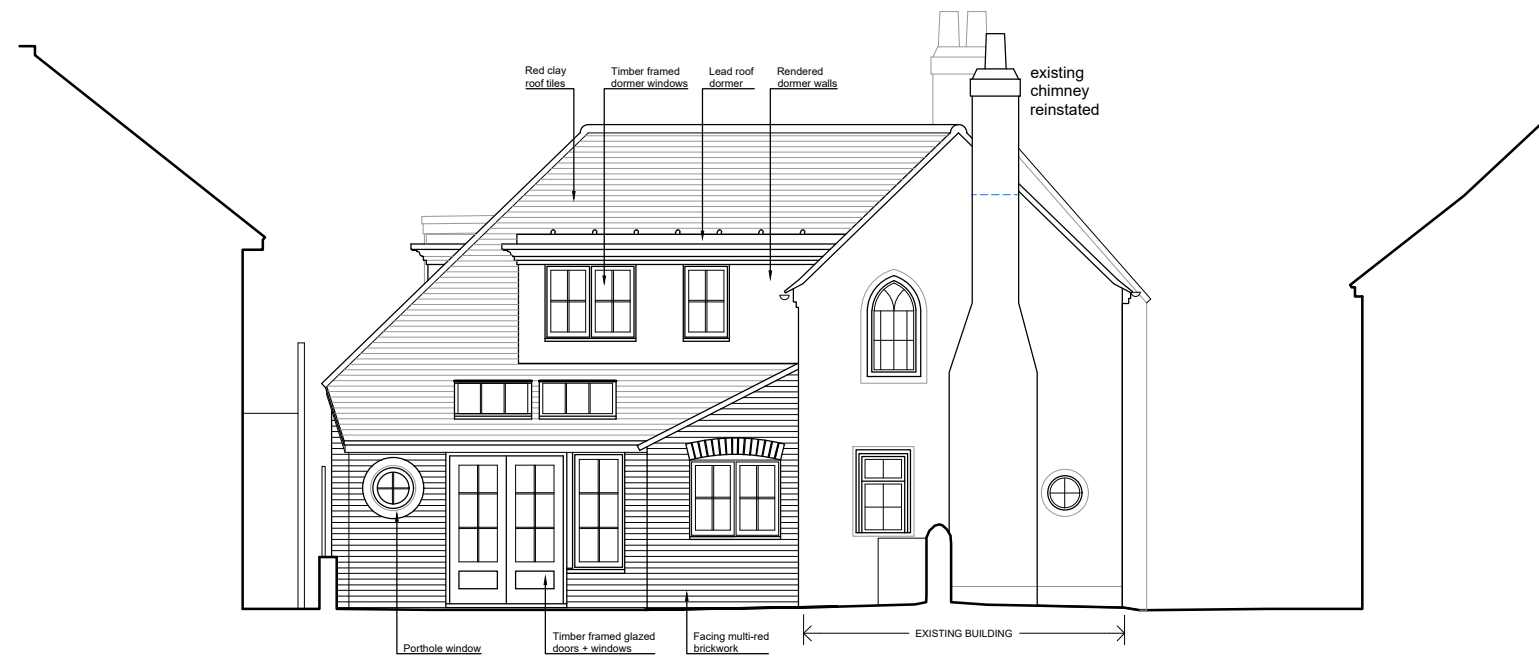 Red clay
roof tiles
Timber framed
dormer windows
Lead roof
dormer
Rendered
dormer walls
existing
chimney
reinstated
Porthole window
Timber framed glazed
doors + windows
Facing multi-red
brickwork
EXISTING BUILDING